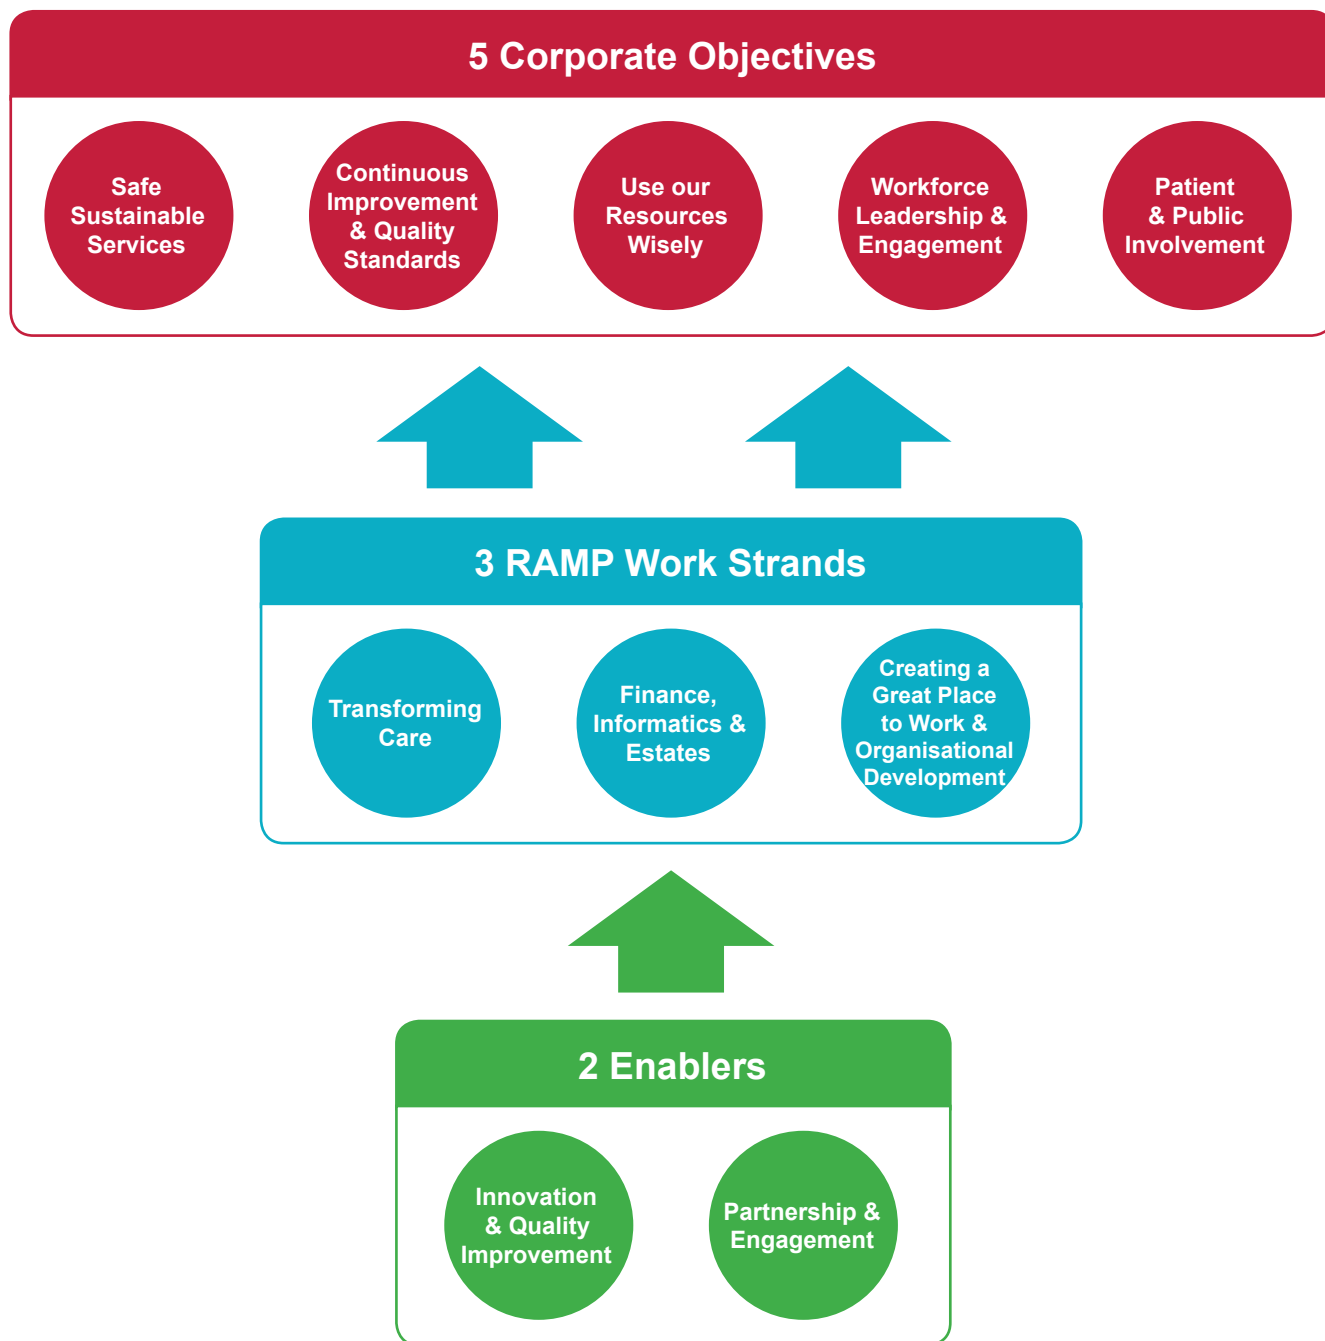 5 Corporate Objectives
Safe
Sustainable
Services
Continuous
Improvement
& Quality
Standards
Use our
Resources
Wisely
Workforce
Leadership &
Engagement
Patient
& Public
Involvement
3 RAMP Work Strands
Transforming
Care
Finance,
Informatics &
Estates
Creating a
Great Place
to Work &
Organisational
Development
2 Enablers
Innovation
& Quality
Improvement
Partnership &
Engagement